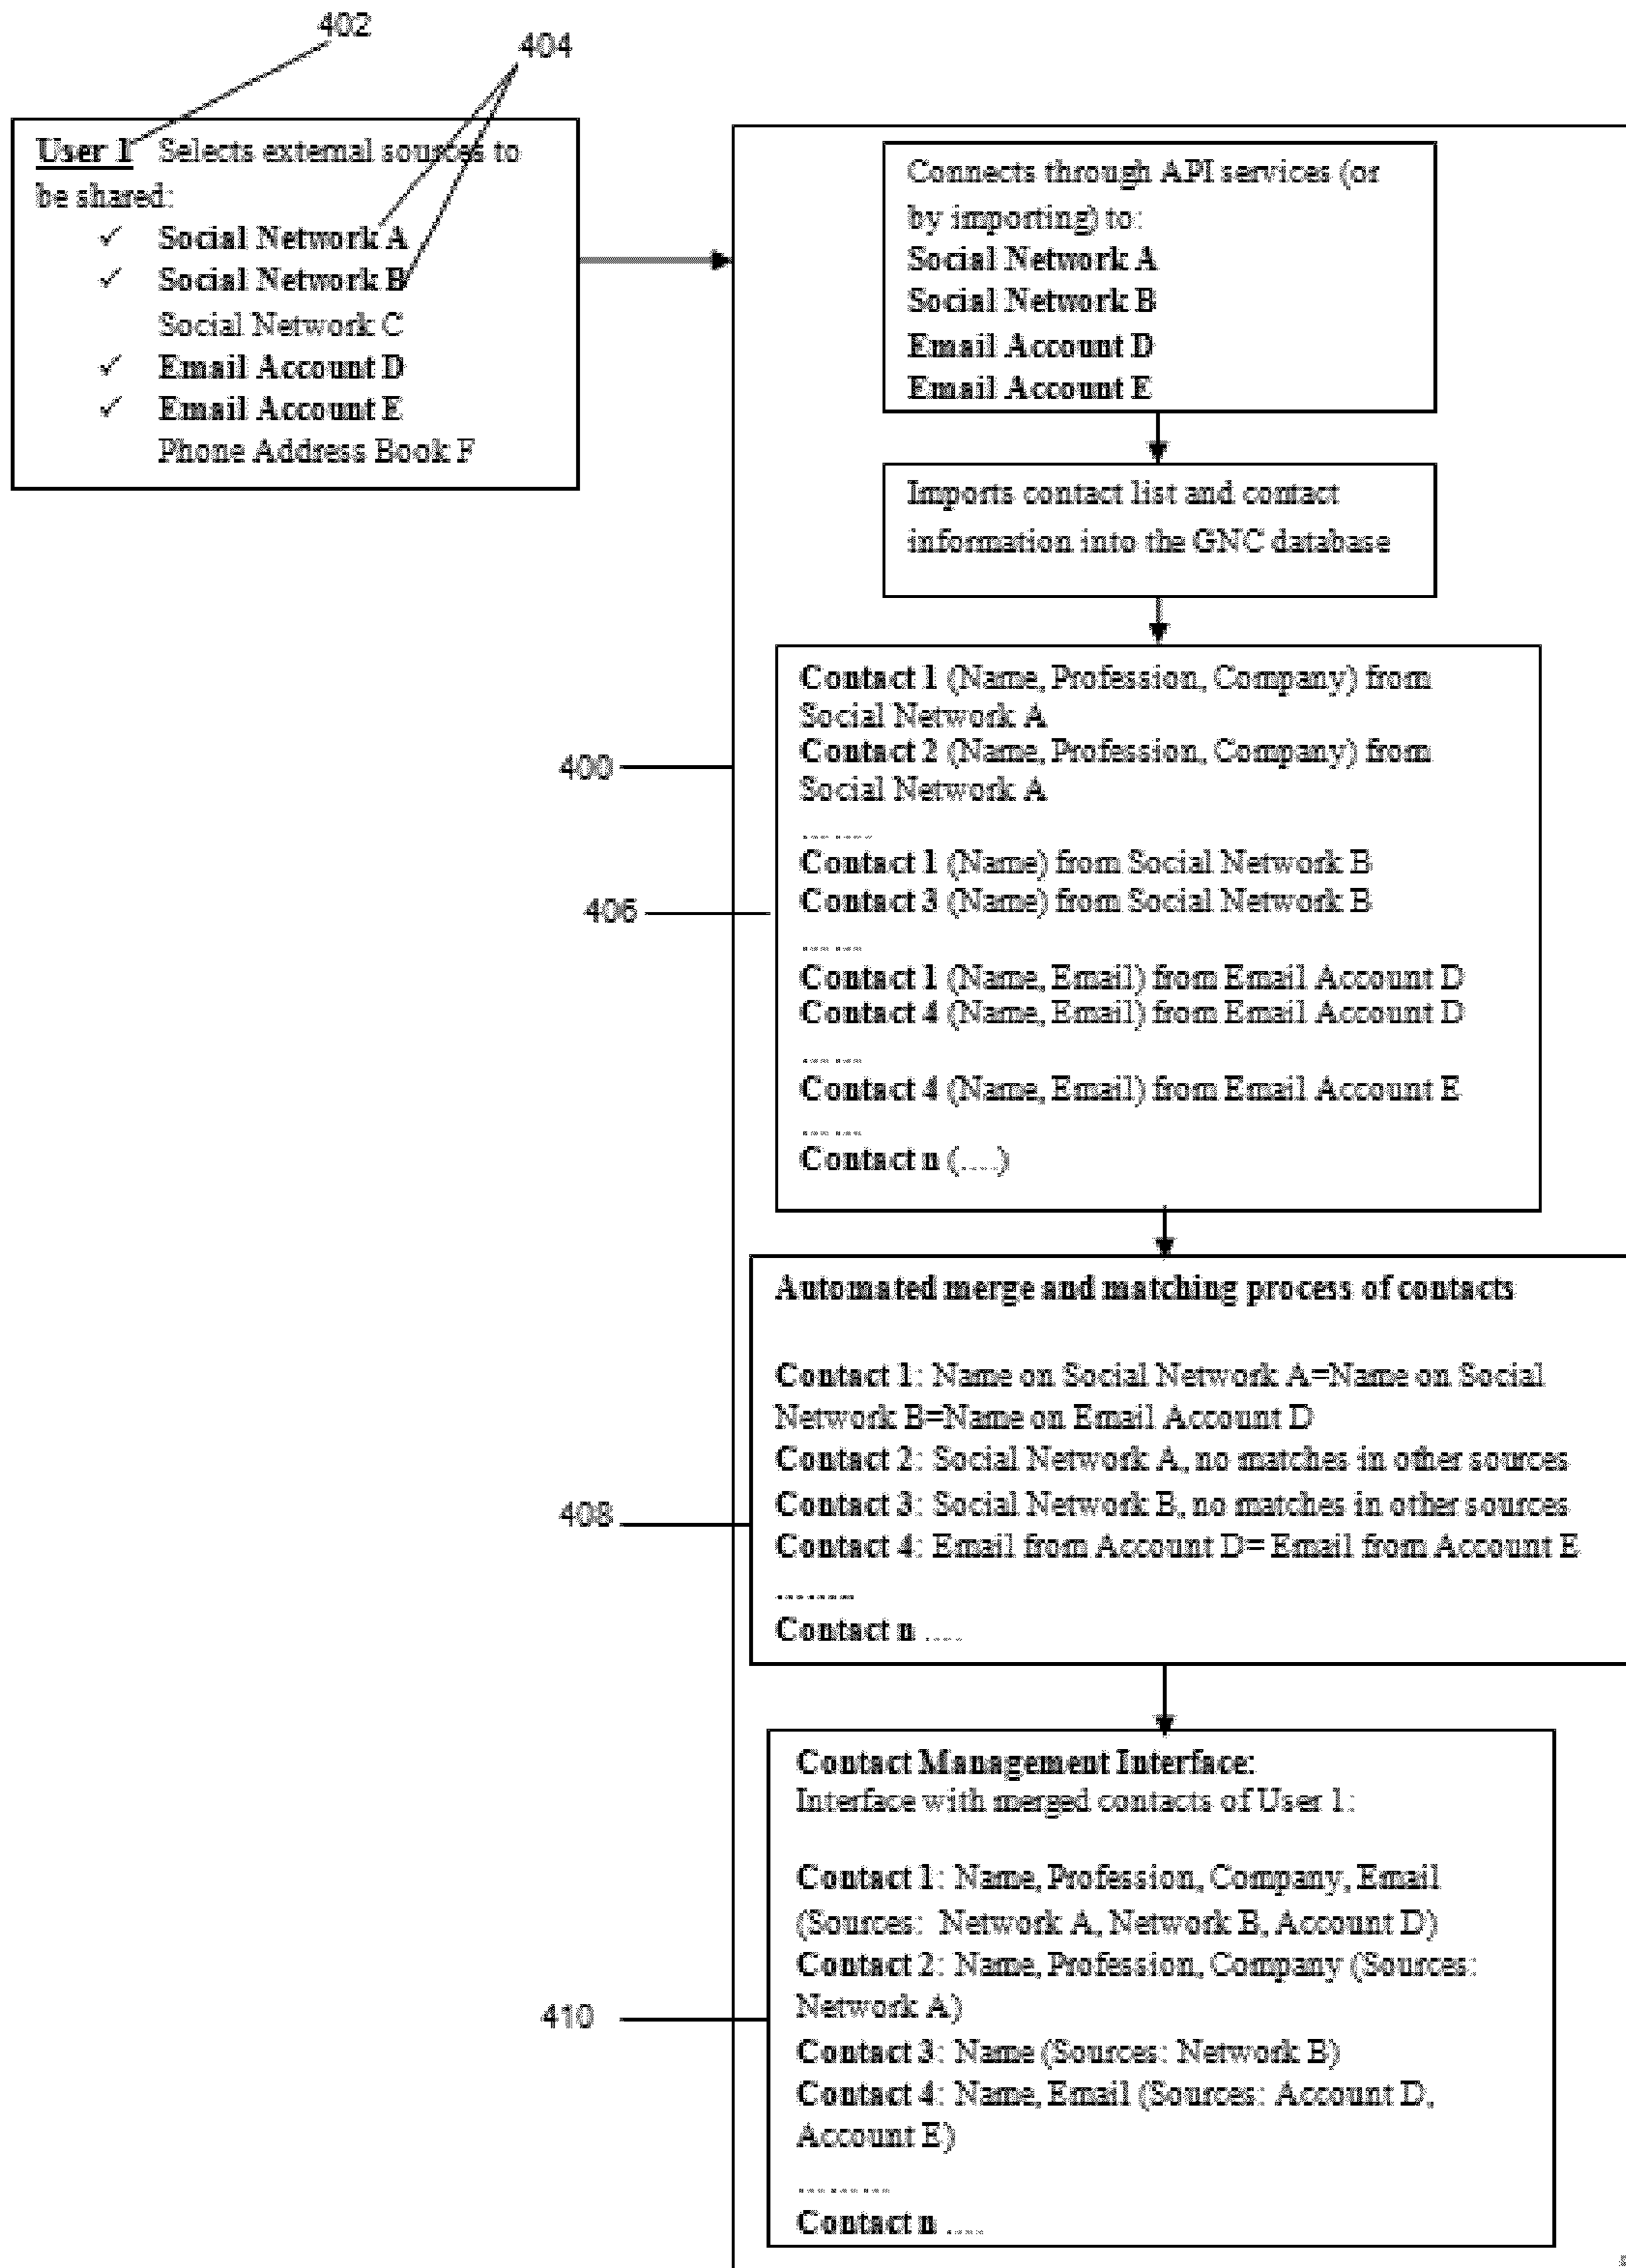 402
404
User 1 Selects external sources to
be shared:
✓ Social Network A
✓ Social Network B
Social Network C
✓ Email Account D
✓ Email Account E
Phone Address Book F
Connects through API services (or
by importing) to:
Social Network A
Social Network B
Email Account D
Email Account E
Imports contact list and contact
information into the GNC database
400
406
Contact 1 (Name, Profession, Company) from
Social Network A
Contact 2 (Name, Profession, Company) from
Social Network A
.......
Contact 1 (Name) from Social Network B
Contact 3 (Name) from Social Network B
......
Contact 1 (Name, Email) from Email Account D
Contact 4 (Name, Email) from Email Account D
......
Contact 4 (Name, Email) from Email Account E
......
Contact n (....)
408
Automated merge and matching process of contacts
Contact 1: Name on Social Network A=Name on Social
Network B=Name on Email Account D
Contact 2: Social Network A, no matches in other sources
Contact 3: Social Network B, no matches in other sources
Contact 4: Email from Account D= Email from Account E
........
Contact n ....
410
Contact Management Interface:
Interface with merged contacts of User 1:
Contact 1: Name, Profession, Company, Email
(Sources: Network A, Network B, Account D)
Contact 2: Name, Profession, Company (Sources:
Network A)
Contact 3: Name (Sources: Network B)
Contact 4: Name, Email (Sources: Account D,
Account E)
.........
Contact n ....